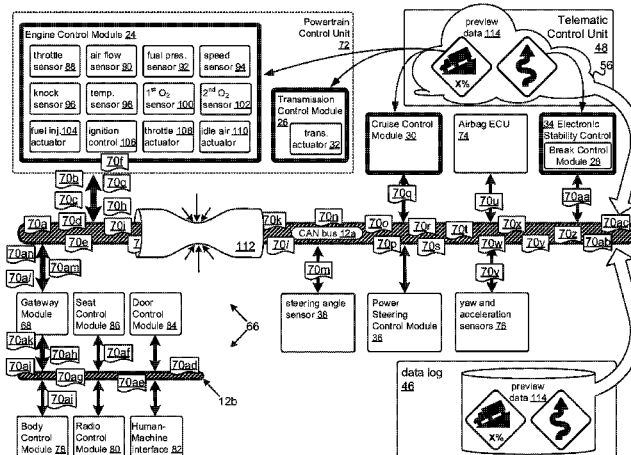 Engine Control Module 24
throttle
sensor 88
air flow
sensor 90
fuel pres.
sensor 92
speed
sensor 94
knock
sensor 96
temp.
sensor 98
1st O2
sensor 100
2nd O2
sensor 102
fuel inj. 104
actuator
ignition
control 106
throttle 108
actuator
idle air 110
actuator
Powertrain
Control Unit
72
Transmission
Control Module
26
trans.
actuator 32
preview
data 114
X%
Telematic
Control Unit
48
56
Cruise Control
Module 30
Airbag ECU
74
34 Electronic
Stability Control
Break Control
Module 28
70f
70b
70g
70c
70h
70a
70d
70e
70j
112
70k
70n
CAN bus 12a
70i
70o
70p
70q
70r
70s
70t
70u
70x
70w
70y
70z
70aa
70ab
70ac
70m
70v
70an
70al
70am
Gateway
Module 68
Seat
Control
Module 86
Door
Control
Module 84
66
steering angle
sensor 38
Power
Steering
Control Module
36
yaw and
acceleration
sensors 76
70ak
70ah
70af
70aj
70ag
70ae
70ad
70ai
12b
Body
Control
Module 78
Radio
Control
Module 80
Human-
Machine
Interface 82
data log
46
preview
data 114
X%